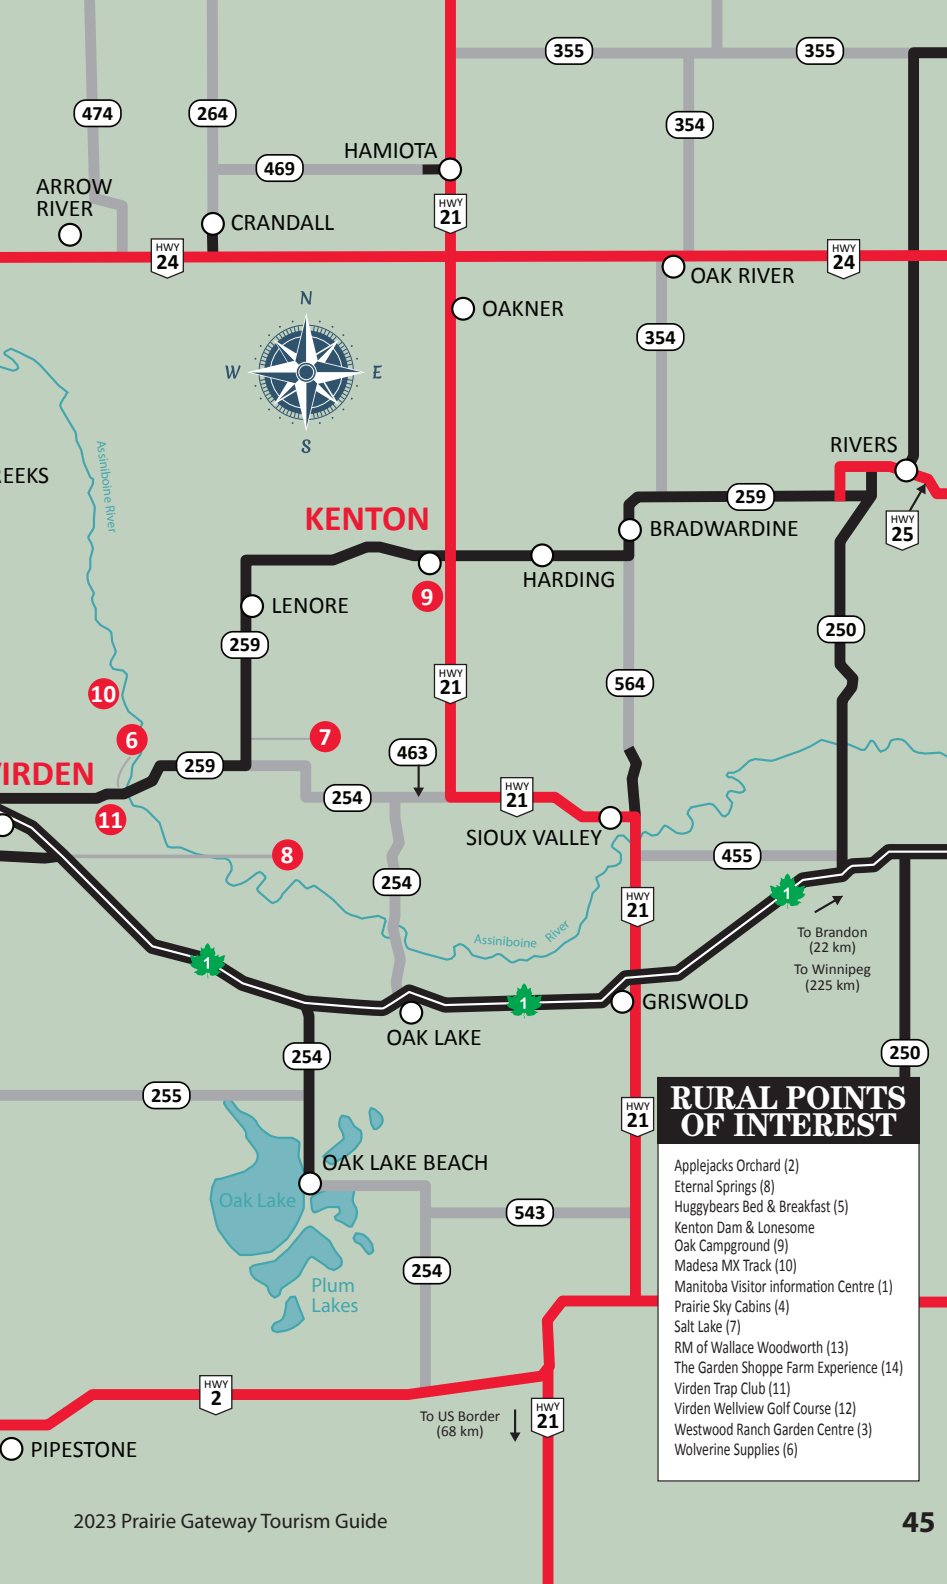 355
355
474
264
354
HAMIOTA
469
ARROW
RIVER
HWY
21
CRANDALL
HWY
24
HWY
24
OAK RIVER
N
OAKNER
354
W
E
S
RIVERS
Assiniboine River
REEKS
259
KENTON
BRADWARDINE
HWY
25
HARDING
9
LENORE
250
259
HWY
21
564
10
6
7
463
VIRDEN
259
254
HWY
21
11
SIOUX VALLEY
8
455
254
1
HWY
21
Assiniboine River
To Brandon
(22 km)
1
To Winnipeg
(225 km)
1
GRISWOLD
OAK LAKE
254
250
255
HWY
21
OAK LAKE BEACH
Oak Lake
543
254
Plum
Lakes
RURAL POINTS
OF INTEREST
Applejacks Orchard (2)
Eternal Springs (8)
Huggybears Bed & Breakfast (5)
Kenton Dam & Lonesome
Oak Campground (9)
Madesa MX Track (10)
Manitoba Visitor information Centre (1)
Prairie Sky Cabins (4)
Salt Lake (7)
RM of Wallace Woodworth (13)
The Garden Shoppe Farm Experience (14)
Virden Trap Club (11)
Virden Wellview Golf Course (12)
Westwood Ranch Garden Centre (3)
Wolverine Supplies (6)
HWY
2
To US Border
(68 km)
HWY
21
PIPESTONE
2023 Prairie Gateway Tourism Guide
45